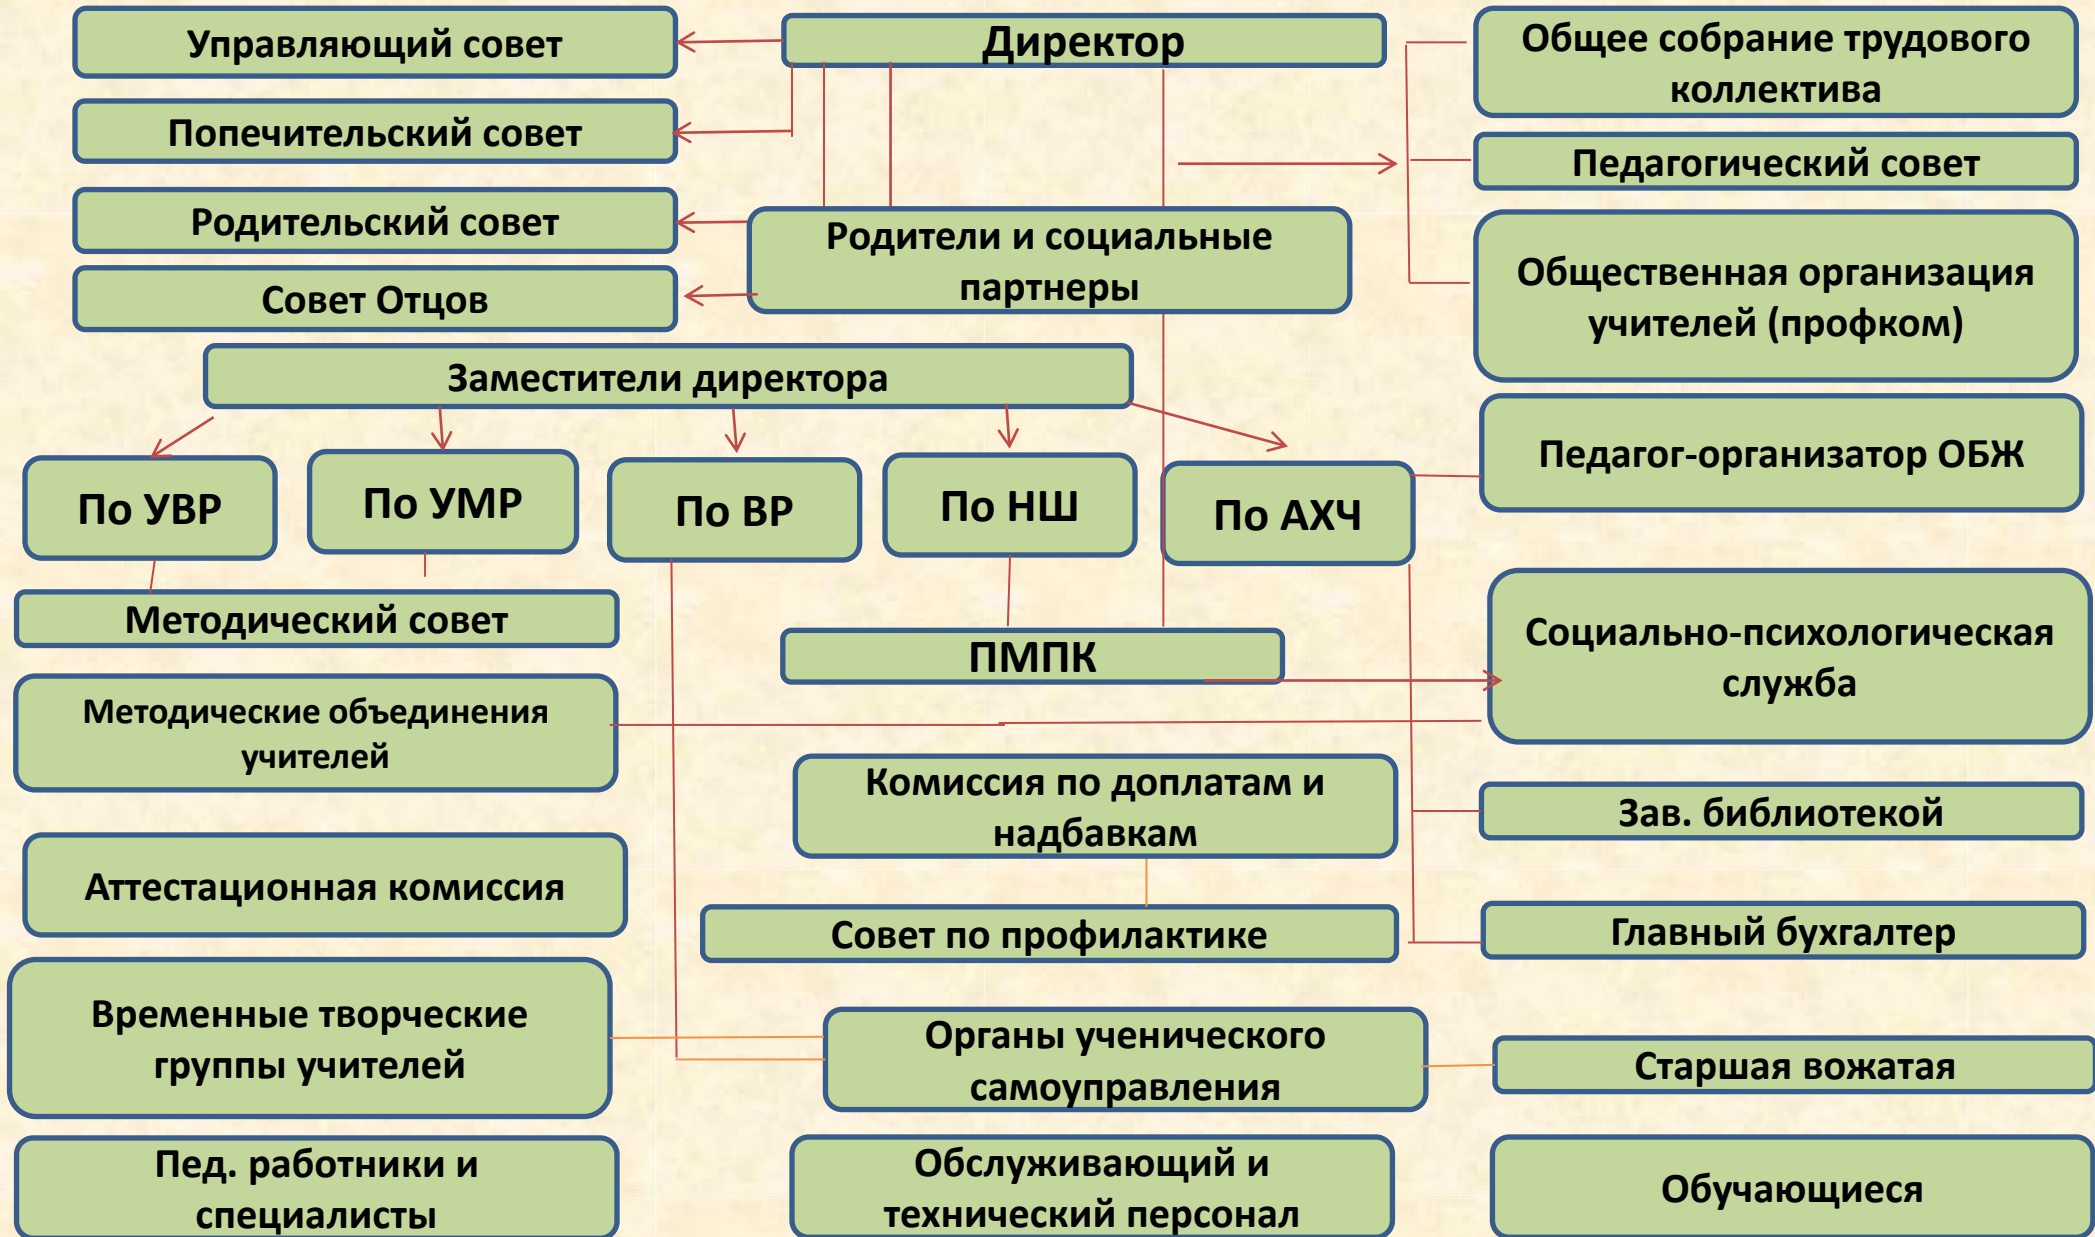 Управляющий совет
Директор
Общее собрание трудового
коллектива
Попечительский совет
Педагогический совет
Родительский совет
Родители и социальные
партнеры
Совет Отцов
Общественная организация
учителей (профком)
Заместители директора
Педагог-организатор ОБЖ
По УВР
По УМР
По ВР
По НШ
По АХЧ
Методический совет
ПМПК
Социально-психологическая
служба
Методические объединения
учителей
Комиссия по доплатам и
надбавкам
Зав. библиотекой
Аттестационная комиссия
Совет по профилактике
Главный бухгалтер
Временные творческие
группы учителей
Органы ученического
самоуправления
Старшая вожатая
Пед. работники и
специалисты
Обслуживающий и
технический персонал
Обучающиеся